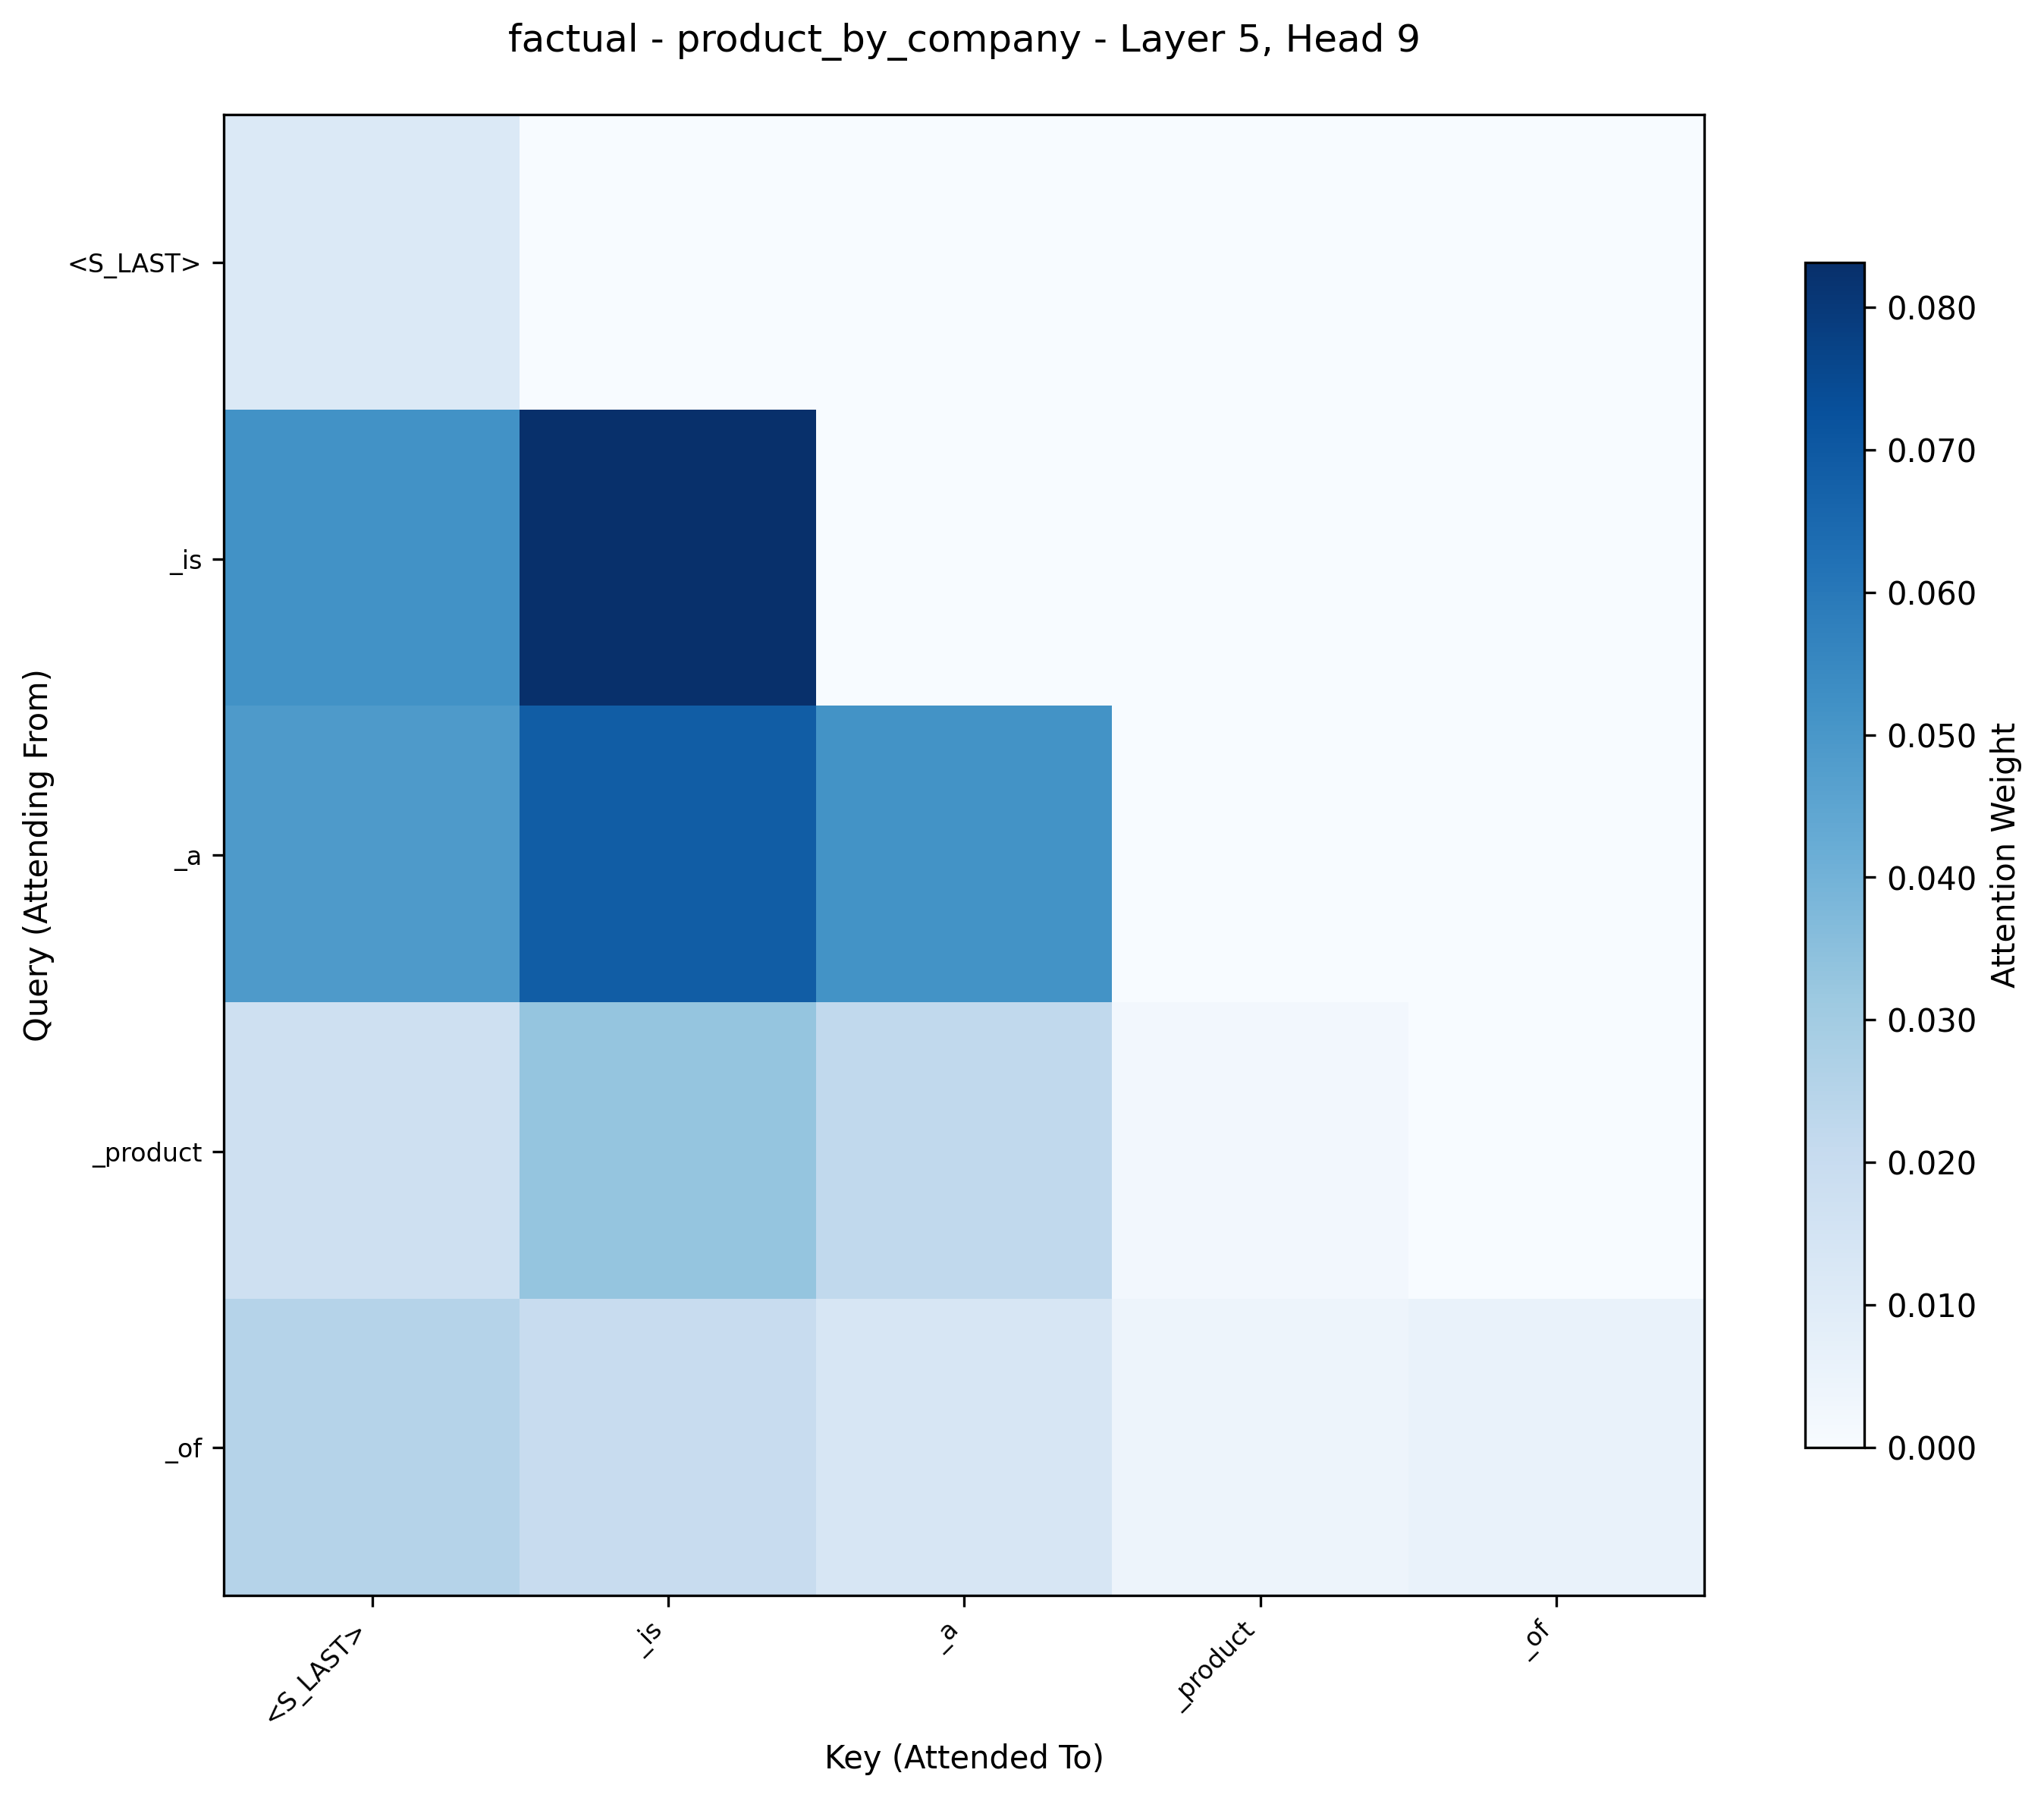 factual - product_by_company - Layer 5, Head 9
Query (Attending From)
<S_LAST>
_is
_a
_product
_of
<S_LAST>
_is
_a
_product
_of
Key (Attended To)
0.080
0.070
0.060
0.050
0.040
0.030
0.020
0.010
0.000
Attention Weight